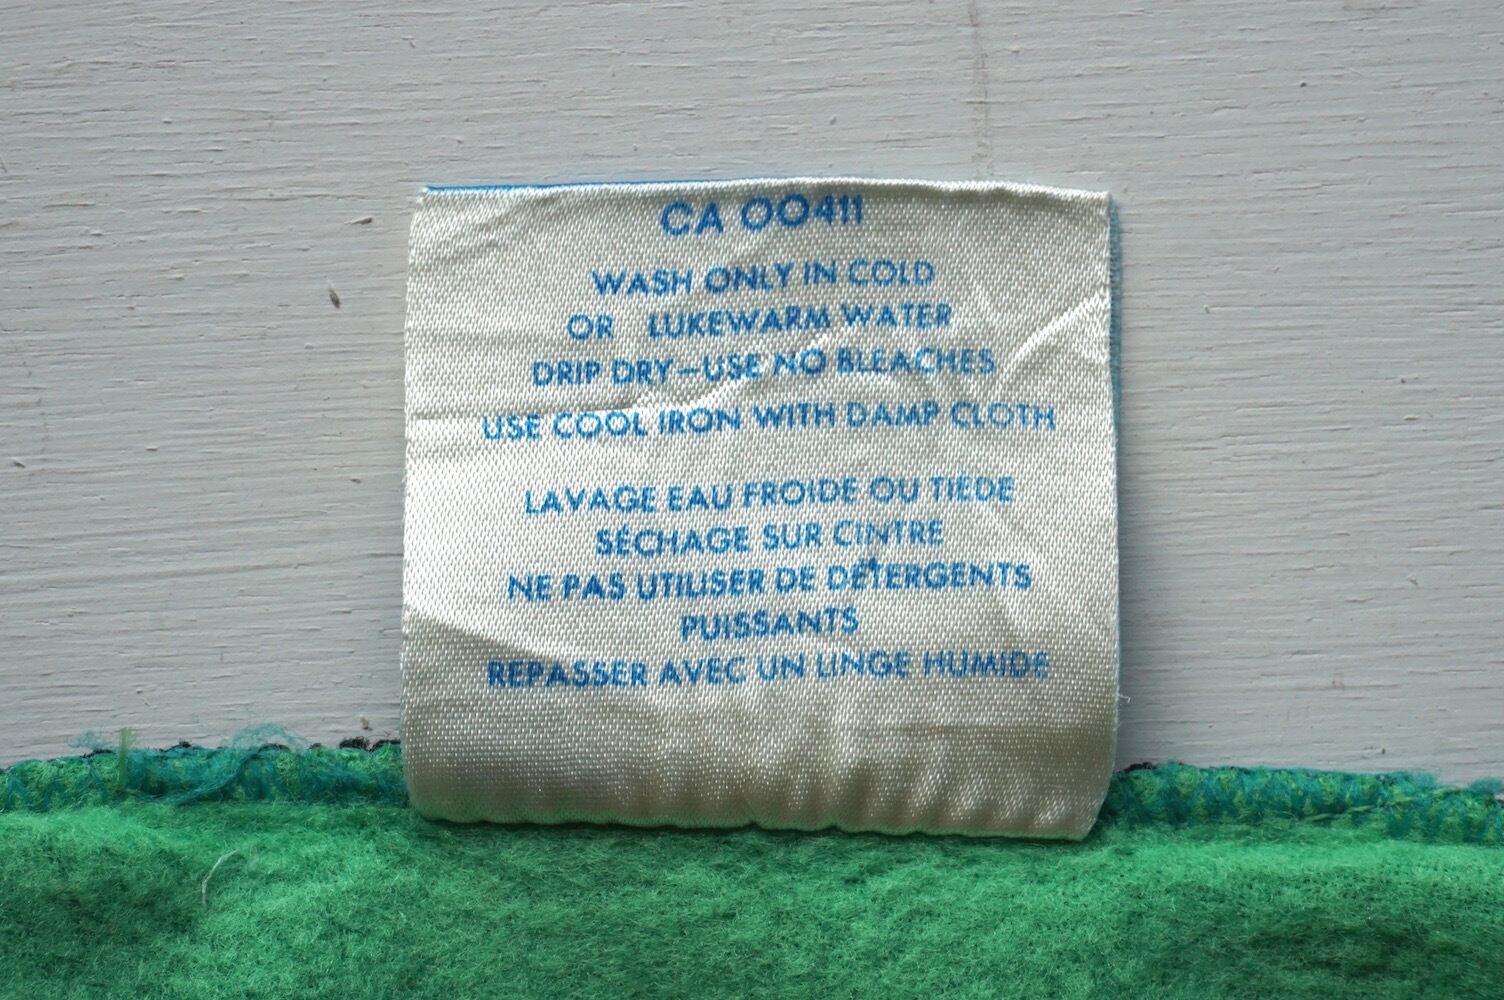 CA 00411
WASH ONLY IN COLD
OR LUKEWARM WATER
DRIP DRY—USE NO BLEACHES
USE COOL IRON WITH DAMP CLOTH
LAVAGE EAU FROIDE OU TIÈDE
SÉCHAGE SUR CINTRE
NE PAS UTILISER DE DÉTERGENTS
PUISSANTS
REPASSER AVEC UN LINGE HUMIDE